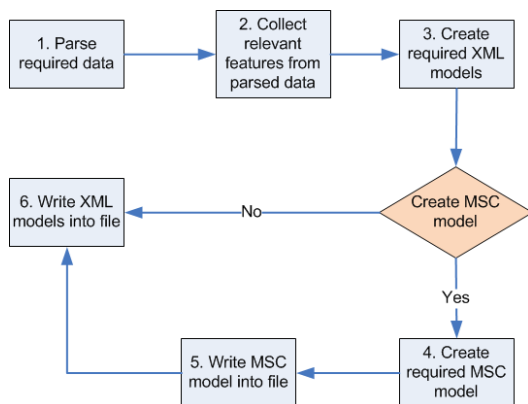 1. Parse
required data
2. Collect
relevant
features from
parsed data
3. Create
required XML
models
Create MSC
model
No
6. Write XML
models into file
Yes
4. Create
required MSC
model
5. Write MSC
model into file